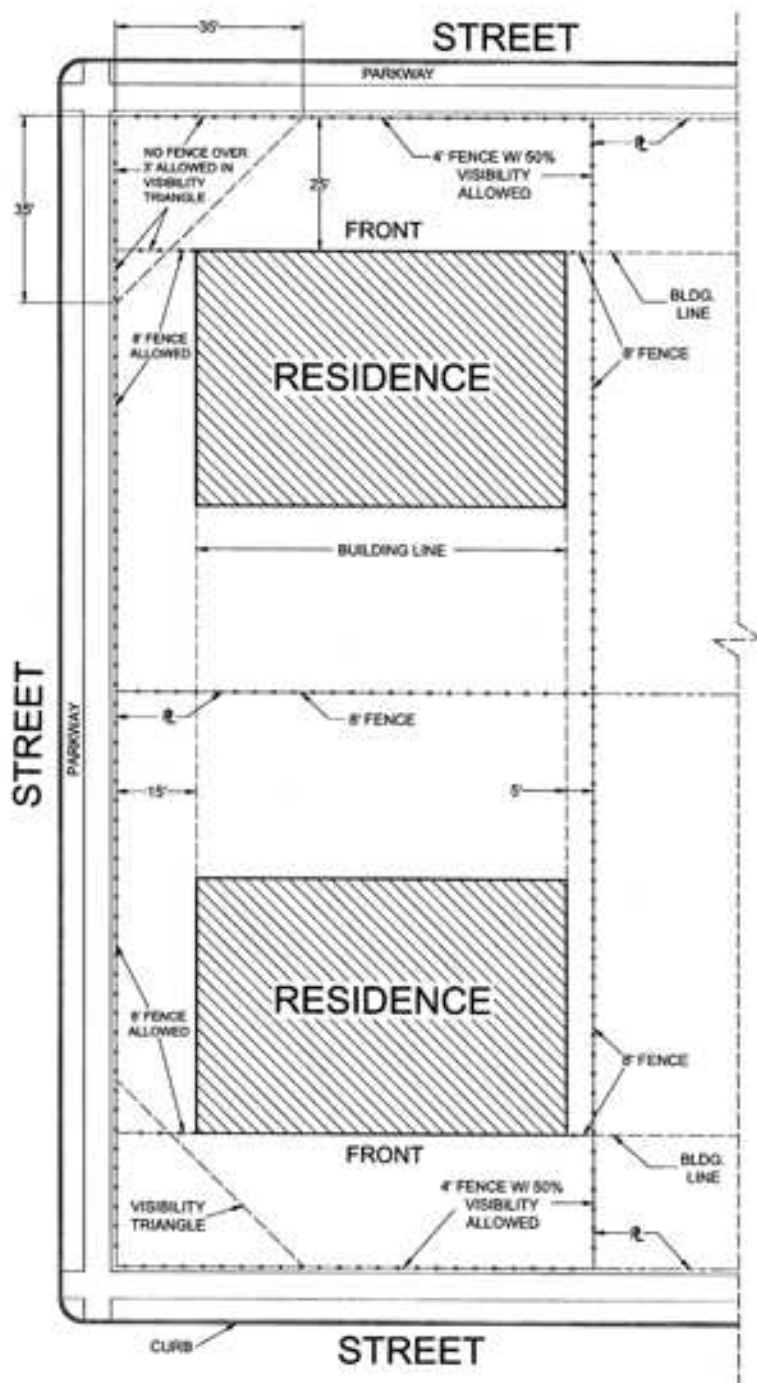 35'
STREET
PARKWAY
NO FENCE OVER
3' ALLOWED IN
VISIBILITY
TRIANGLE
4' FENCE W/ 50%
VISIBILITY
ALLOWED
℄
35'
25'
FRONT
BLDG.
LINE
8' FENCE
ALLOWED
8' FENCE
RESIDENCE
BUILDING LINE
STREET
PARKWAY
℄
8' FENCE
15'
5'
RESIDENCE
8' FENCE
ALLOWED
8' FENCE
FRONT
BLDG.
LINE
VISIBILITY
TRIANGLE
4' FENCE W/ 50%
VISIBILITY
ALLOWED
℄
CURB
STREET